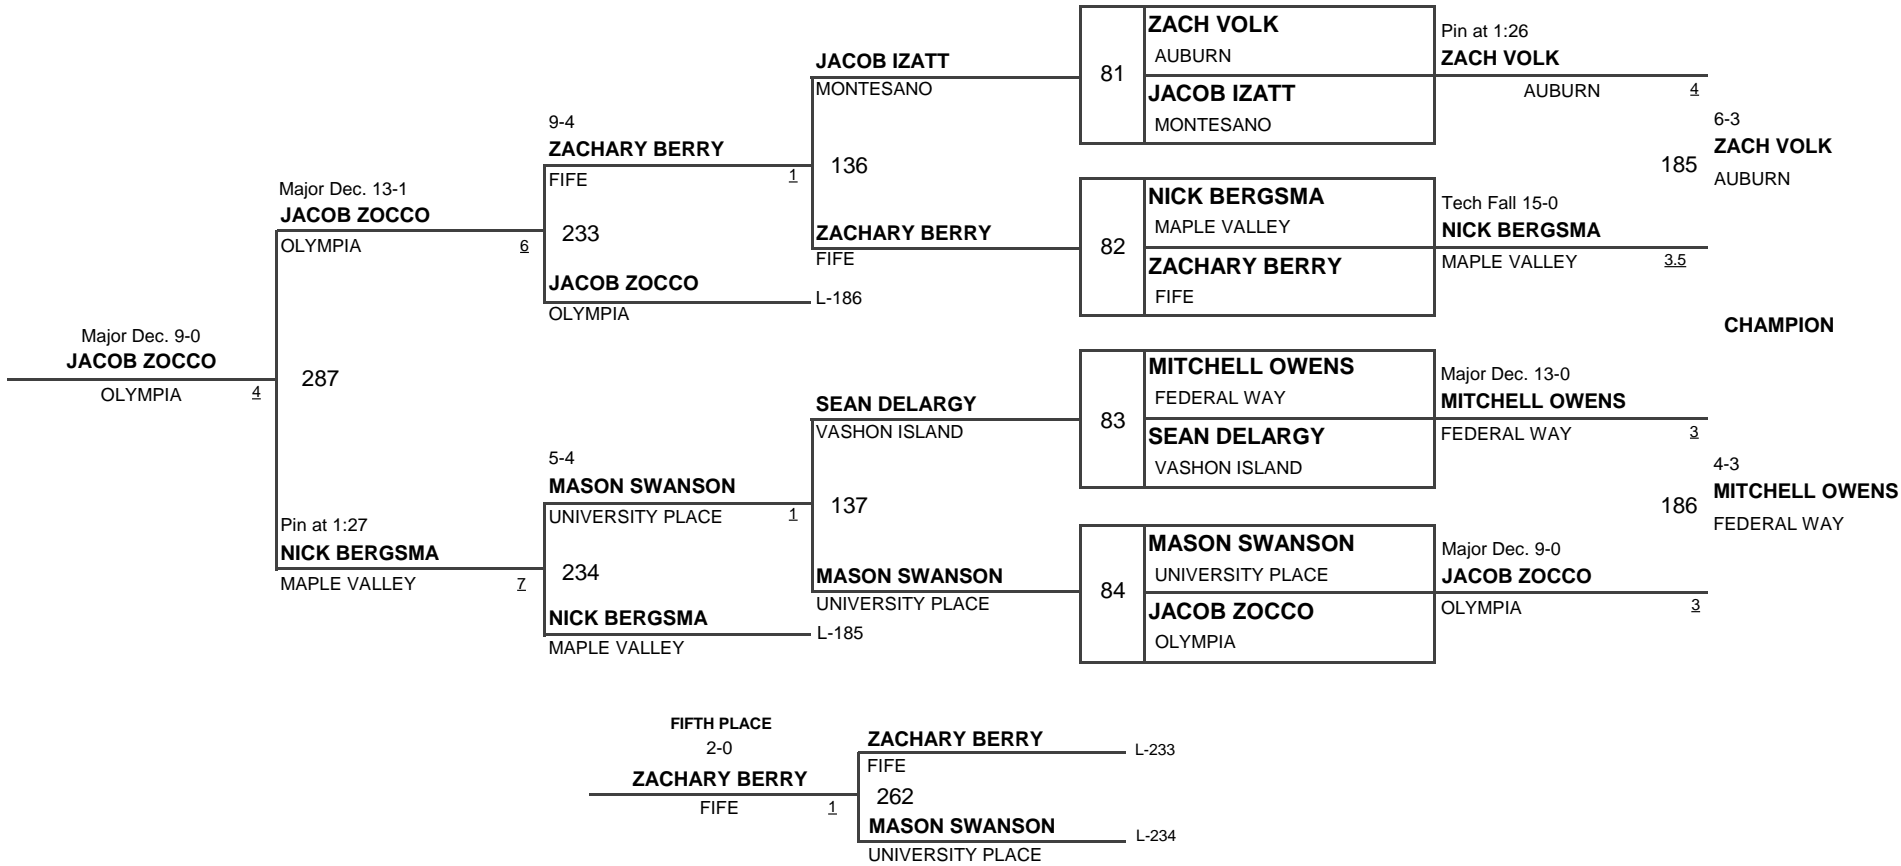 ZACH VOLK
AUBURN
81
JACOB IZATT
MONTESANO
Pin at 1:26
ZACH VOLK
AUBURN
4
6-3
ZACH VOLK
185
AUBURN
NICK BERGSMA
MAPLE VALLEY
82
ZACHARY BERRY
FIFE
Tech Fall 15-0
NICK BERGSMA
MAPLE VALLEY
3.5
CHAMPION
MITCHELL OWENS
FEDERAL WAY
83
SEAN DELARGY
VASHON ISLAND
Major Dec. 13-0
MITCHELL OWENS
FEDERAL WAY
3
4-3
MITCHELL OWENS
186
FEDERAL WAY
MASON SWANSON
UNIVERSITY PLACE
84
JACOB ZOCCO
OLYMPIA
Major Dec. 9-0
JACOB ZOCCO
OLYMPIA
3
JACOB IZATT
MONTESANO
136
ZACHARY BERRY
FIFE
9-4
ZACHARY BERRY
FIFE
1
233
JACOB ZOCCO
L-186
OLYMPIA
Major Dec. 13-1
JACOB ZOCCO
OLYMPIA
6
Major Dec. 9-0
JACOB ZOCCO
OLYMPIA
4
287
SEAN DELARGY
VASHON ISLAND
137
MASON SWANSON
UNIVERSITY PLACE
5-4
MASON SWANSON
UNIVERSITY PLACE
1
234
NICK BERGSMA
L-185
MAPLE VALLEY
Pin at 1:27
NICK BERGSMA
MAPLE VALLEY
7
FIFTH PLACE
2-0
ZACHARY BERRY
FIFE
1
ZACHARY BERRY
L-233
FIFE
262
MASON SWANSON
L-234
UNIVERSITY PLACE